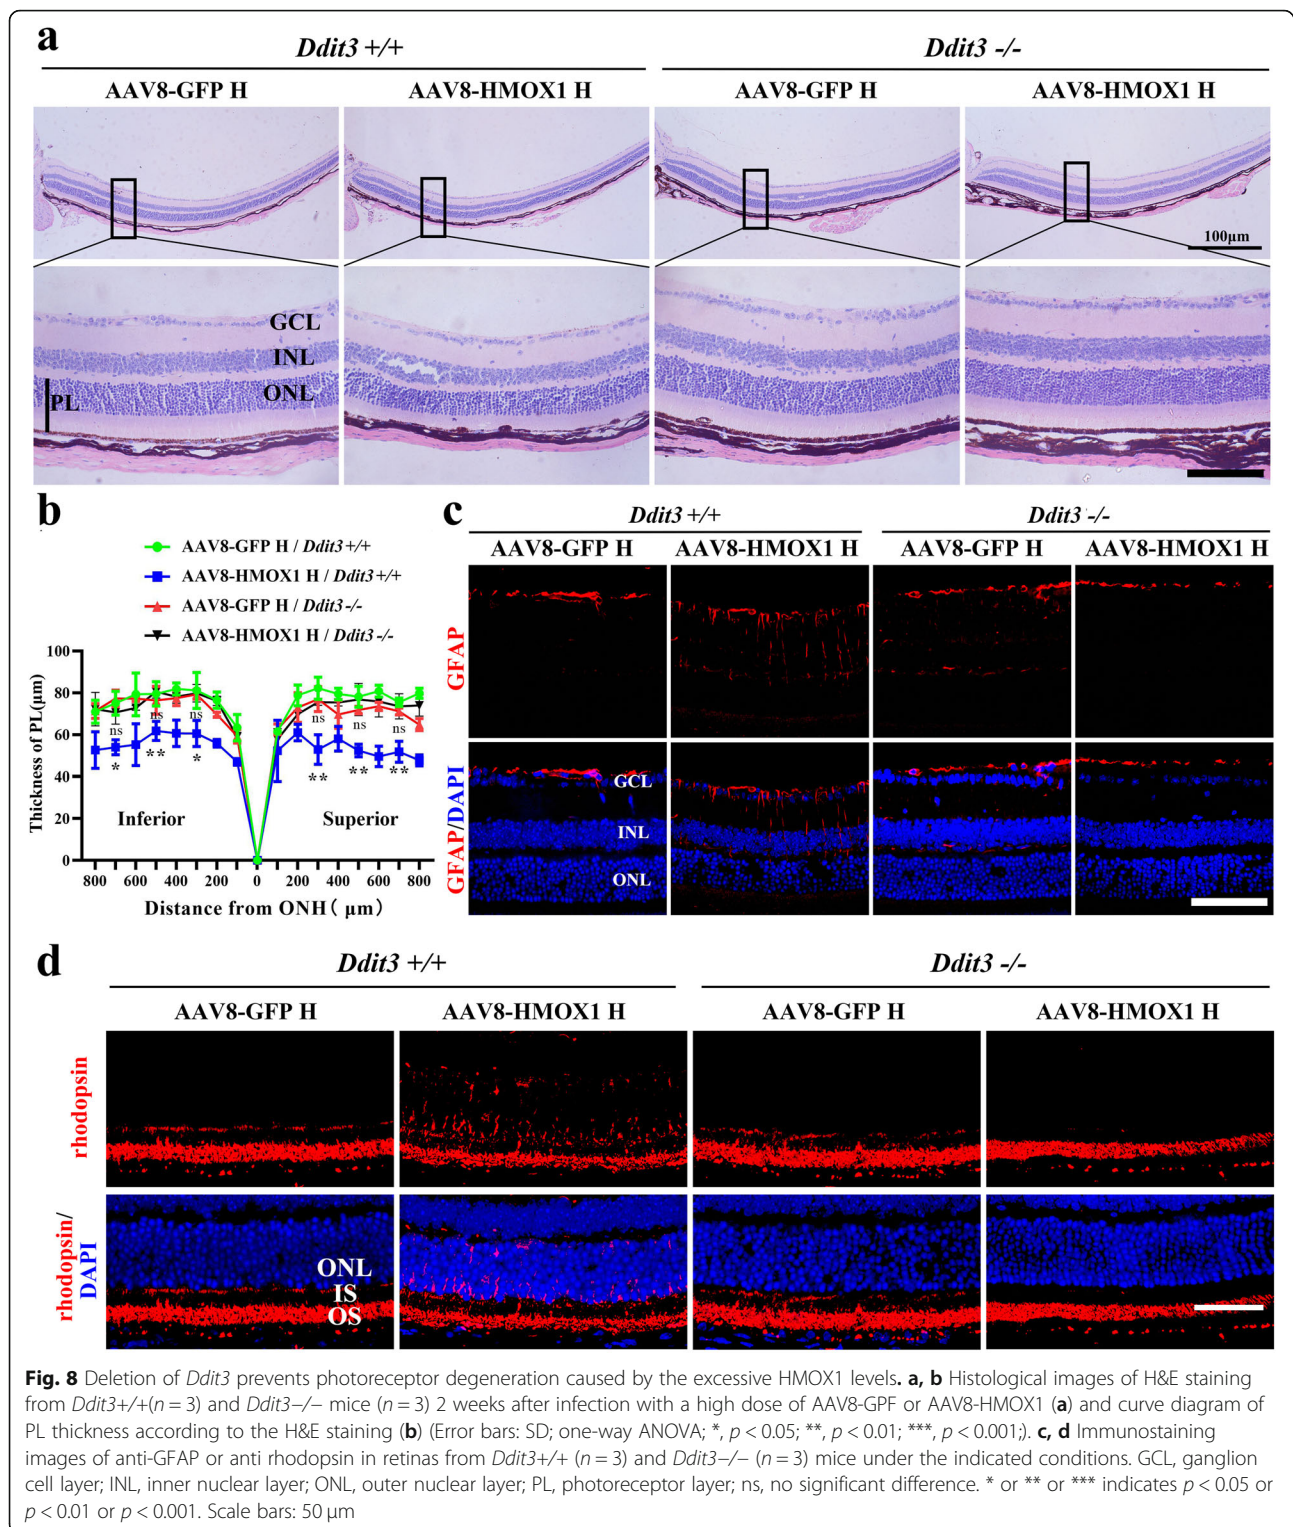 a
Ddit3 +/+ Ddit3 -/-
AAV8-GFP H AAV8-HMOX1 H AAV8-GFP H AAV8-HMOX1 H
100μm
GCL
INL
PL ONL
b
AAV8-GFP H / Ddit3+/+
AAV8-HMOX1 H / Ddit3+/+
AAV8-GFP H / Ddit3-/-
AAV8-HMOX1 H / Ddit3-/-
Thickness of PL(μm)
100
80
60
40
20
0
ns ns ns ns ns ns
* ** * ** ** **
Inferior Superior
800 600 400 200 0 200 400 600 800
Distance from ONH( μm)
c
Ddit3 +/+ Ddit3 -/-
AAV8-GFP H AAV8-HMOX1 H AAV8-GFP H AAV8-HMOX1 H
GFAP
GFAP/DAPI
GCL
INL
ONL
d
Ddit3 +/+ Ddit3 -/-
AAV8-GFP H AAV8-HMOX1 H AAV8-GFP H AAV8-HMOX1 H
rhodopsin
rhodopsin/
DAPI
ONL
IS
OS
Fig. 8 Deletion of Ddit3 prevents photoreceptor degeneration caused by the excessive HMOX1 levels. a, b Histological images of H&E staining
from Ddit3+/+(n = 3) and Ddit3−/− mice (n = 3) 2 weeks after infection with a high dose of AAV8-GPF or AAV8-HMOX1 (a) and curve diagram of
PL thickness according to the H&E staining (b) (Error bars: SD; one-way ANOVA; *, p < 0.05; **, p < 0.01; ***, p < 0.001;). c, d Immunostaining
images of anti-GFAP or anti rhodopsin in retinas from Ddit3+/+ (n = 3) and Ddit3−/− (n = 3) mice under the indicated conditions. GCL, ganglion
cell layer; INL, inner nuclear layer; ONL, outer nuclear layer; PL, photoreceptor layer; ns, no significant difference. * or ** or *** indicates p < 0.05 or
p < 0.01 or p < 0.001. Scale bars: 50 μm